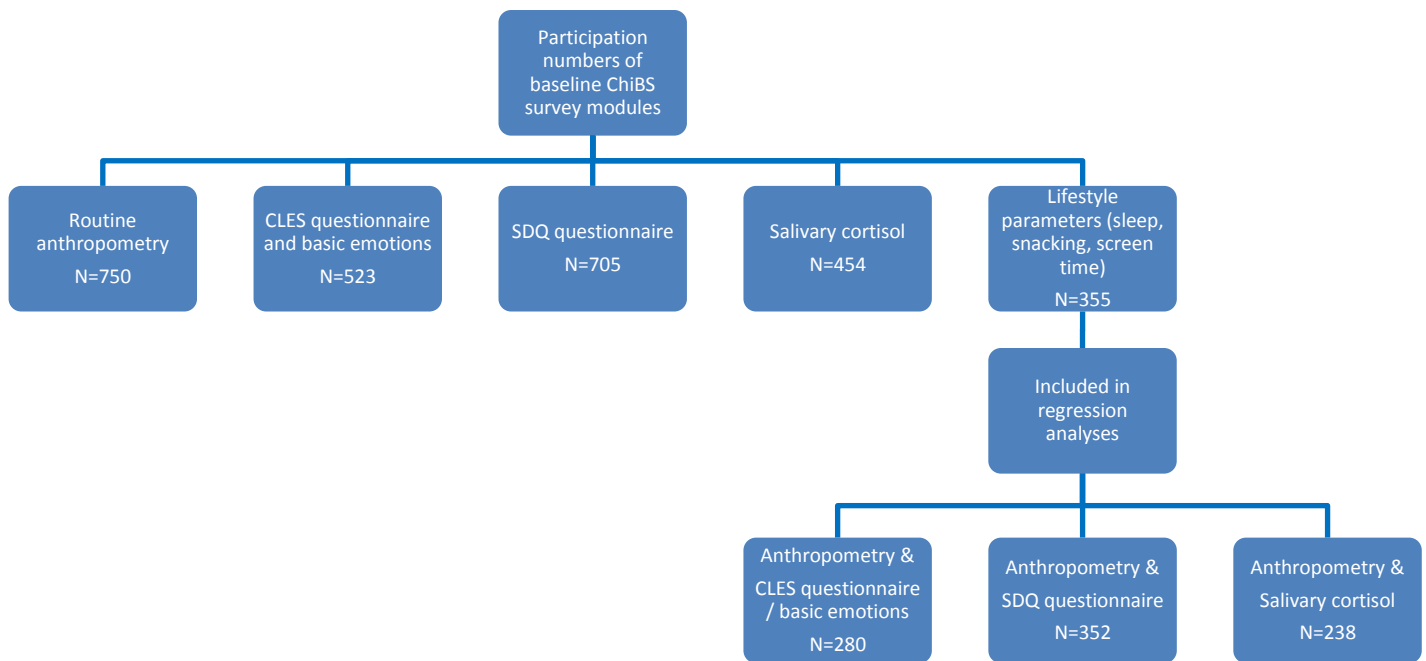 Participation
numbers of
baseline ChiBS
survey modules
Routine
anthropometry
N=750
CLES questionnaire
and basic emotions
N=523
SDQ questionnaire
N=705
Salivary cortisol
N=454
Lifestyle
parameters (sleep,
snacking, screen
time)
N=355
Included in
regression
analyses
Anthropometry &
CLES questionnaire
/ basic emotions
N=280
Anthropometry &
SDQ questionnaire
N=352
Anthropometry &
Salivary cortisol
N=238